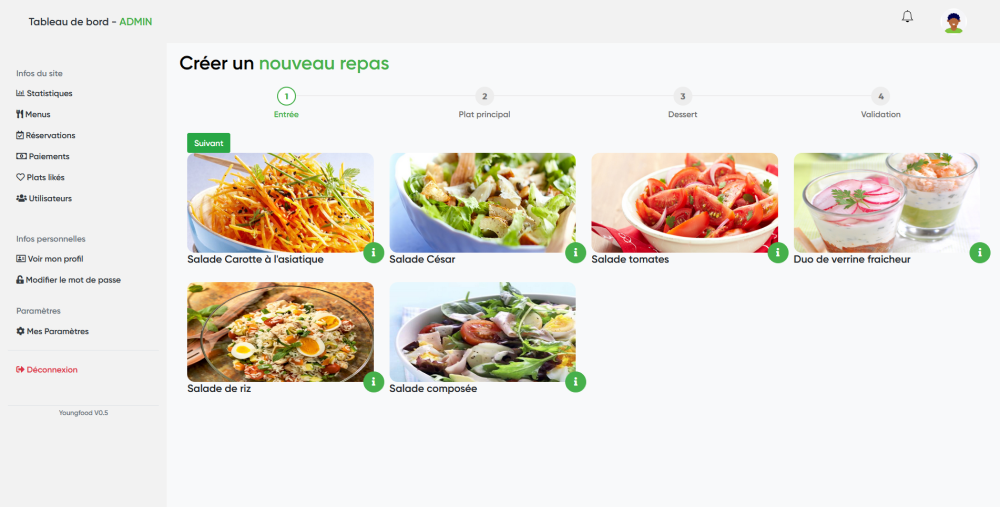 Tableau de bord - ADMIN
Infos du site
Statistiques
Menus
Réservations
Paiements
Plats likés
Utilisateurs
Infos personnelles
Voir mon profil
Modifier le mot de passe
Paramètres
Mes Paramètres
Déconnexion
Youngfood V0.5
Créer un nouveau repas
1
Entrée
2
Plat principal
3
Dessert
4
Validation
Suivant
Salade Carotte à l'asiatique
Salade César
Salade tomates
Duo de verrine fraicheur
Salade de riz
Salade composée